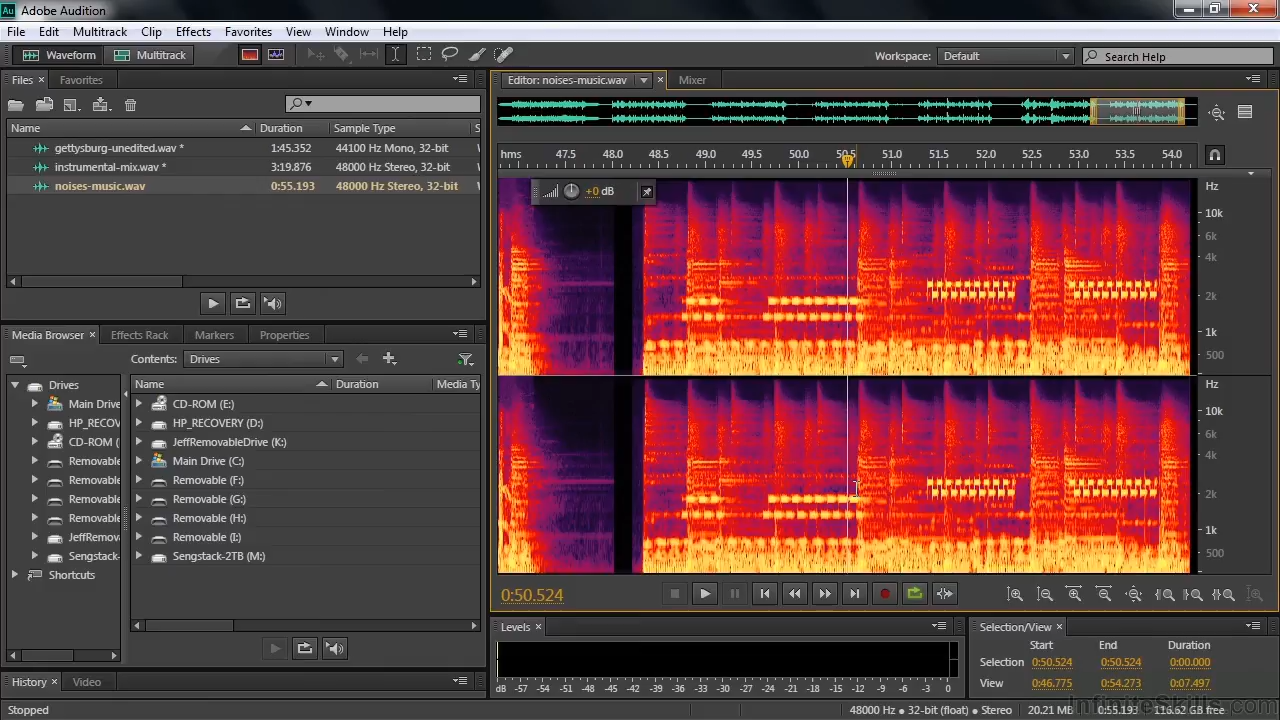 Au Adobe Audition
File Edit Multitrack Clip Effects Favorites View Window Help
Waveform Multitrack Workspace: Default Search Help
Files × Favorites Editor: noises-music.wav × Mixer
Name Duration Sample Type S
gettysburg-unedited.wav * 1:45.352 44100 Hz Mono, 32-bit
instrumental-mix.wav * 3:19.876 48000 Hz Stereo, 32-bit
noises-music.wav 0:55.193 48000 Hz Stereo, 32-bit
hms 47.5 48.0 48.5 49.0 49.5 50.0 50.5 51.0 51.5 52.0 52.5 53.0 53.5 54.0
+0 dB
Hz
10k
6k
4k
2k
1k
500
Hz
10k
6k
4k
2k
1k
500
Media Browser × Effects Rack Markers Properties
Contents: Drives
Name Duration Media Ty
Drives
Main Drive
HP_RECOV
CD-ROM (
Removable
Removable
Removable
Removable
JeffRemova
Sengstack-
Shortcuts
CD-ROM (E:)
HP_RECOVERY (D:)
JeffRemovableDrive (K:)
Main Drive (C:)
Removable (F:)
Removable (G:)
Removable (H:)
Removable (I:)
Sengstack-2TB (M:)
0:50.524
Levels ×
dB -57 -54 -51 -48 -45 -42 -39 -36 -33 -30 -27 -24 -21 -18 -15 -12 -9 -6 -3 0
Selection/View ×
Start End Duration
Selection 0:50.524 0:50.524 0:00.000
View 0:46.775 0:54.273 0:07.497
History × Video
Stopped 48000 Hz ● 32-bit (float) ● Stereo 20.21 MB 0:55.193 116.62 GB free
InfiniteSkills.com